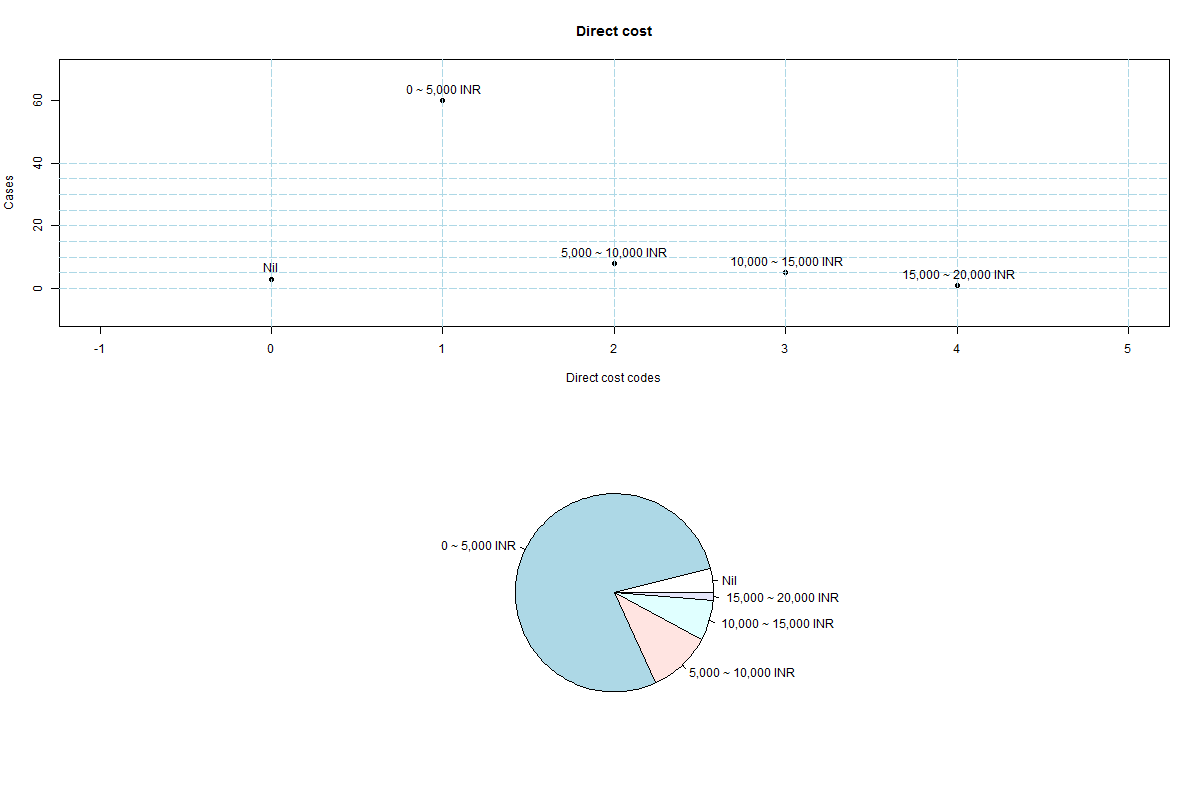 Direct cost
60
40
20
0
Cases
0 ~ 5,000 INR
5,000 ~ 10,000 INR
Nil
10,000 ~ 15,000 INR
15,000 ~ 20,000 INR
-1 0 1 2 3 4 5
Direct cost codes
0 ~ 5,000 INR
Nil
15,000 ~ 20,000 INR
10,000 ~ 15,000 INR
5,000 ~ 10,000 INR